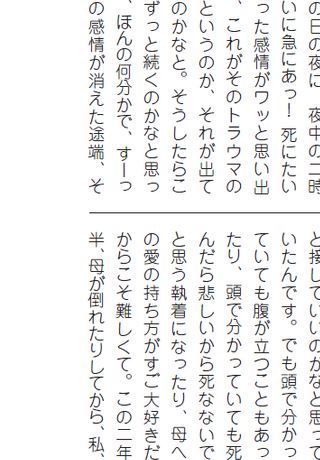 の日の夜に　夜中の二時
いに急にあっー！ 死にたい
った感情がワッと思い出
、これがそのトラウマの
というのか、それが出て
のかなと。そうしたらこ
ずっと続くのかなと思っ
、ほんの何分かで、すーっ
の感情が消えた途端、そ
と接していいのかなと思って
いたんです。でも頭で分かっ
ていても腹が立つこともあっ
たり、頭で分かっていても死
んだら悲しいから死なないで
と思う執着になったり、母へ
の愛の持ち方がすご大好きだ
からこそ難しくて。この二年
半、母が倒れたりしてから、私、